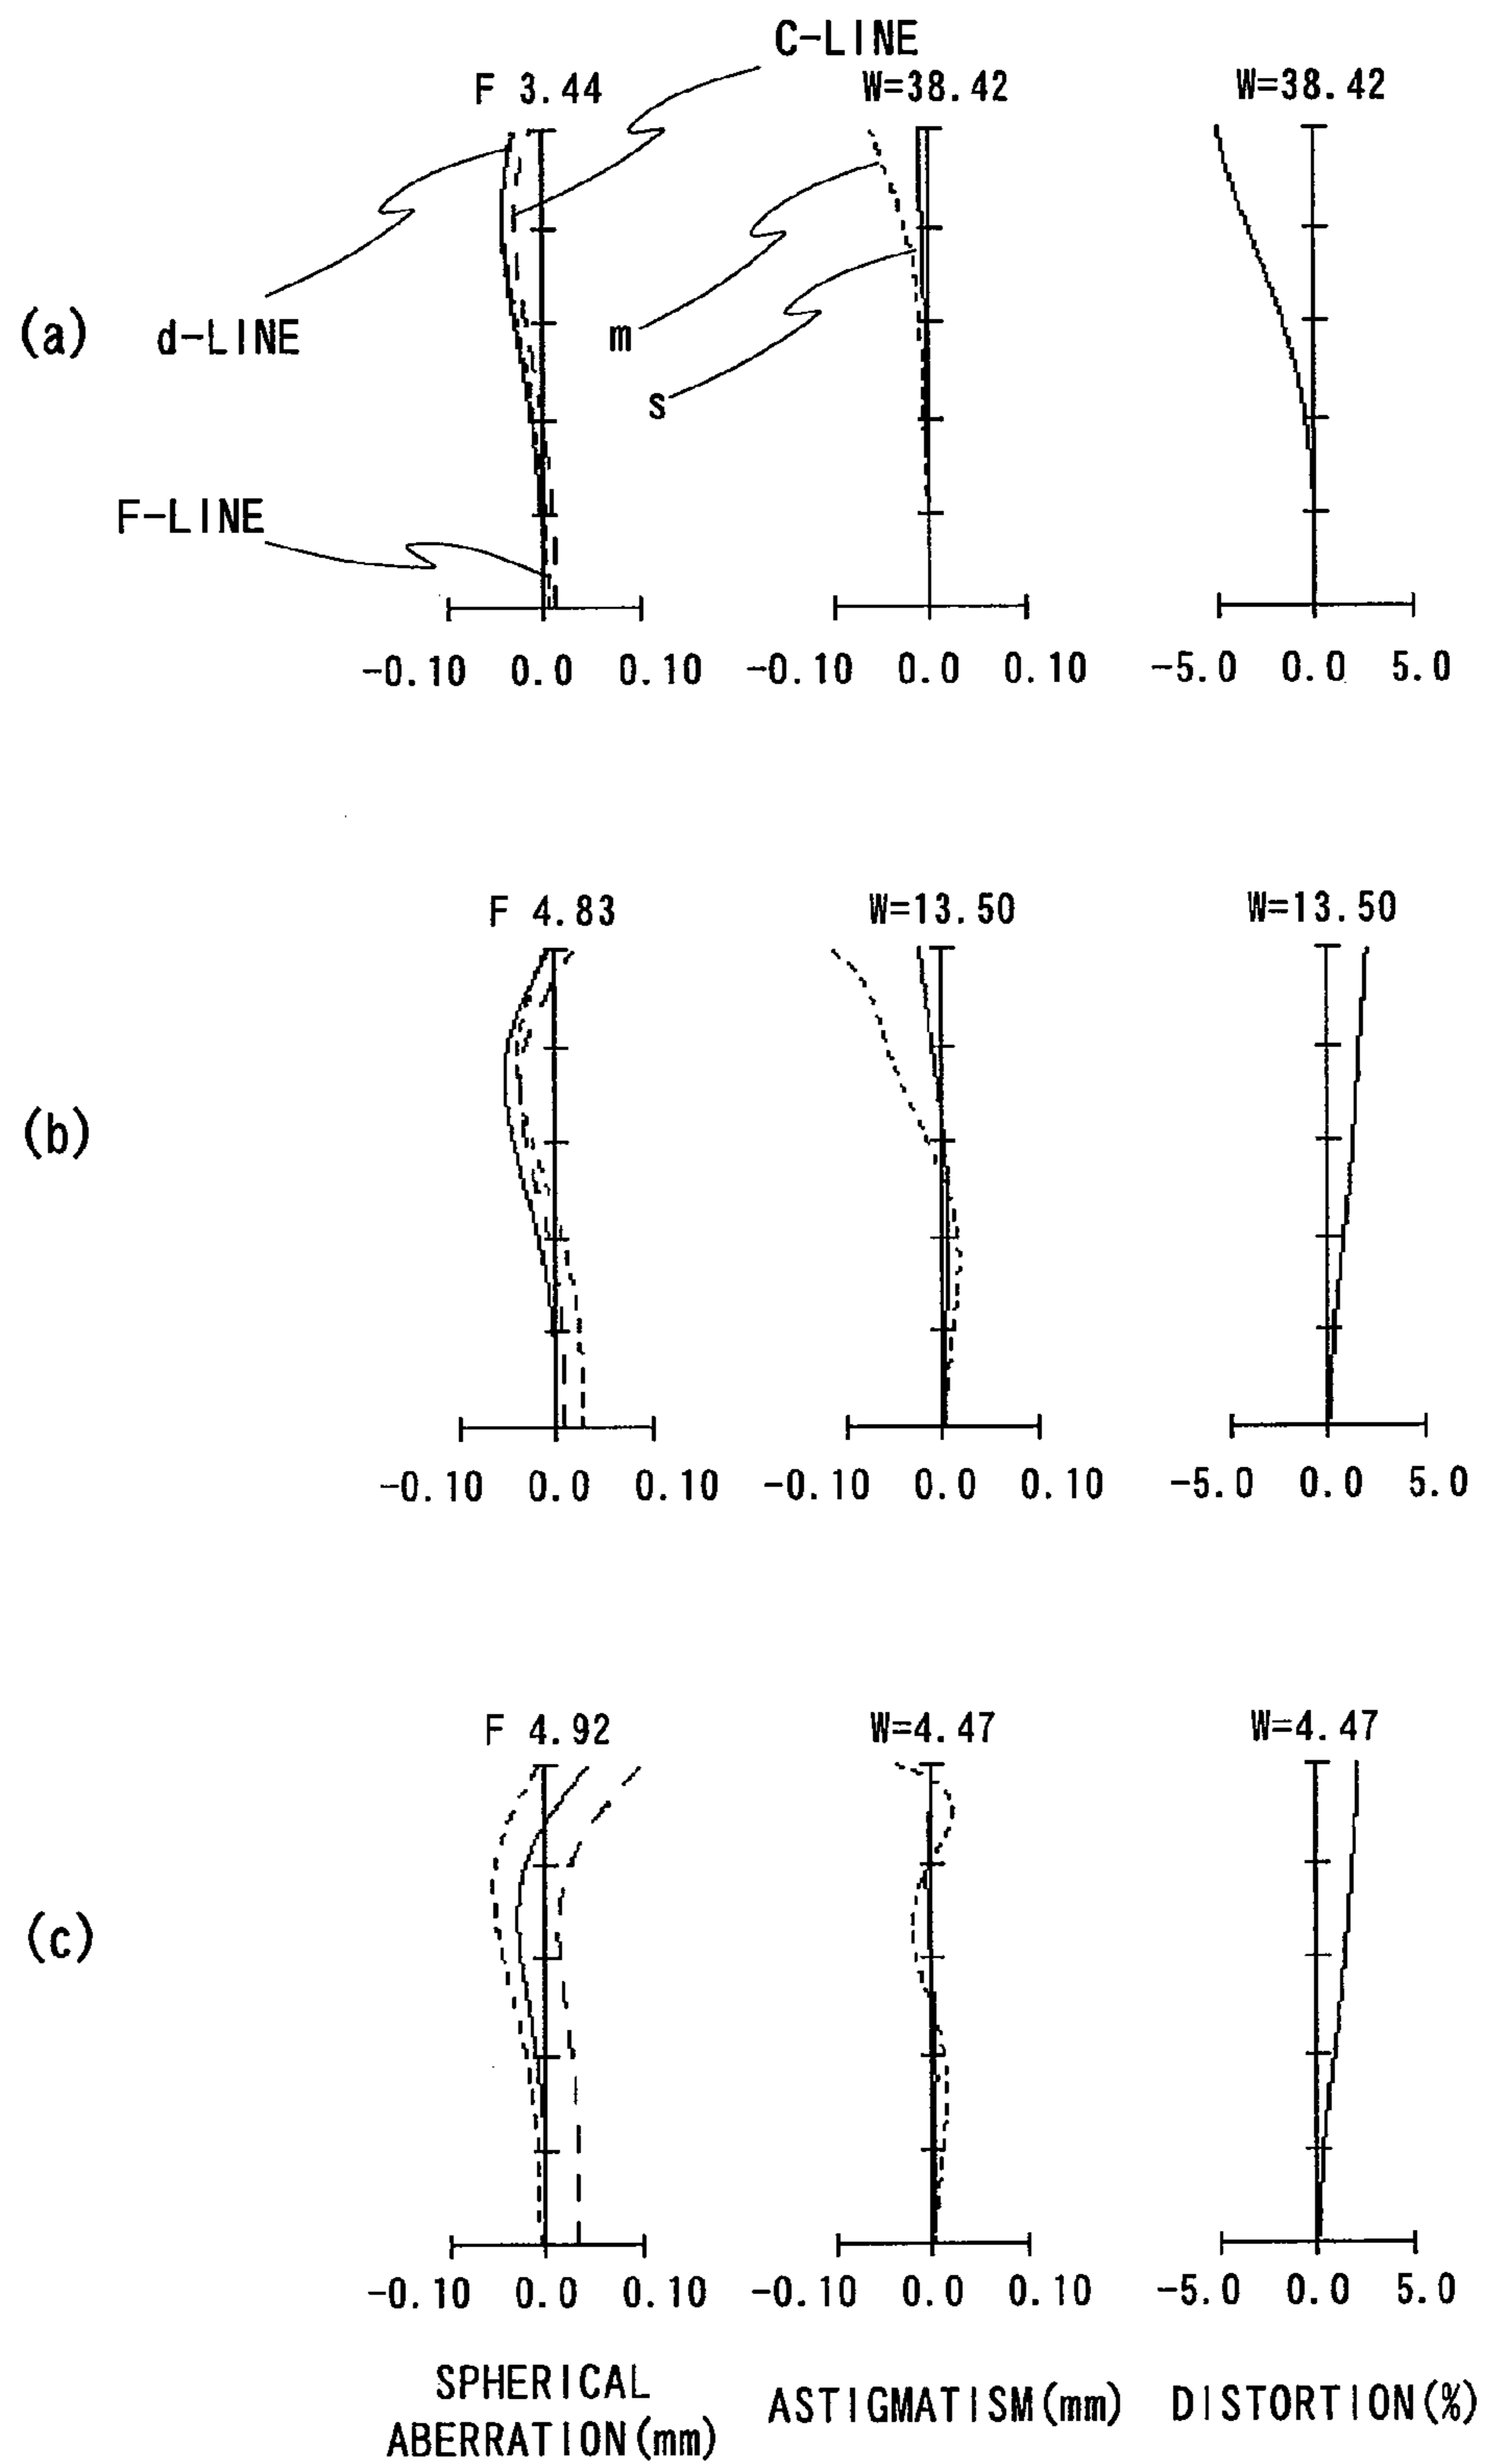 C-LINE
F 3.44
W=38.42
W=38.42
(a)
d-LINE
m
s
F-LINE
-0.10 0.0 0.10
-0.10 0.0 0.10
-5.0 0.0 5.0
F 4.83
W=13.50
W=13.50
(b)
-0.10 0.0 0.10
-0.10 0.0 0.10
-5.0 0.0 5.0
F 4.92
W=4.47
W=4.47
(c)
-0.10 0.0 0.10
-0.10 0.0 0.10
-5.0 0.0 5.0
SPHERICAL
ABERRATION(mm)
ASTIGMATISM(mm)
DISTORTION(%)